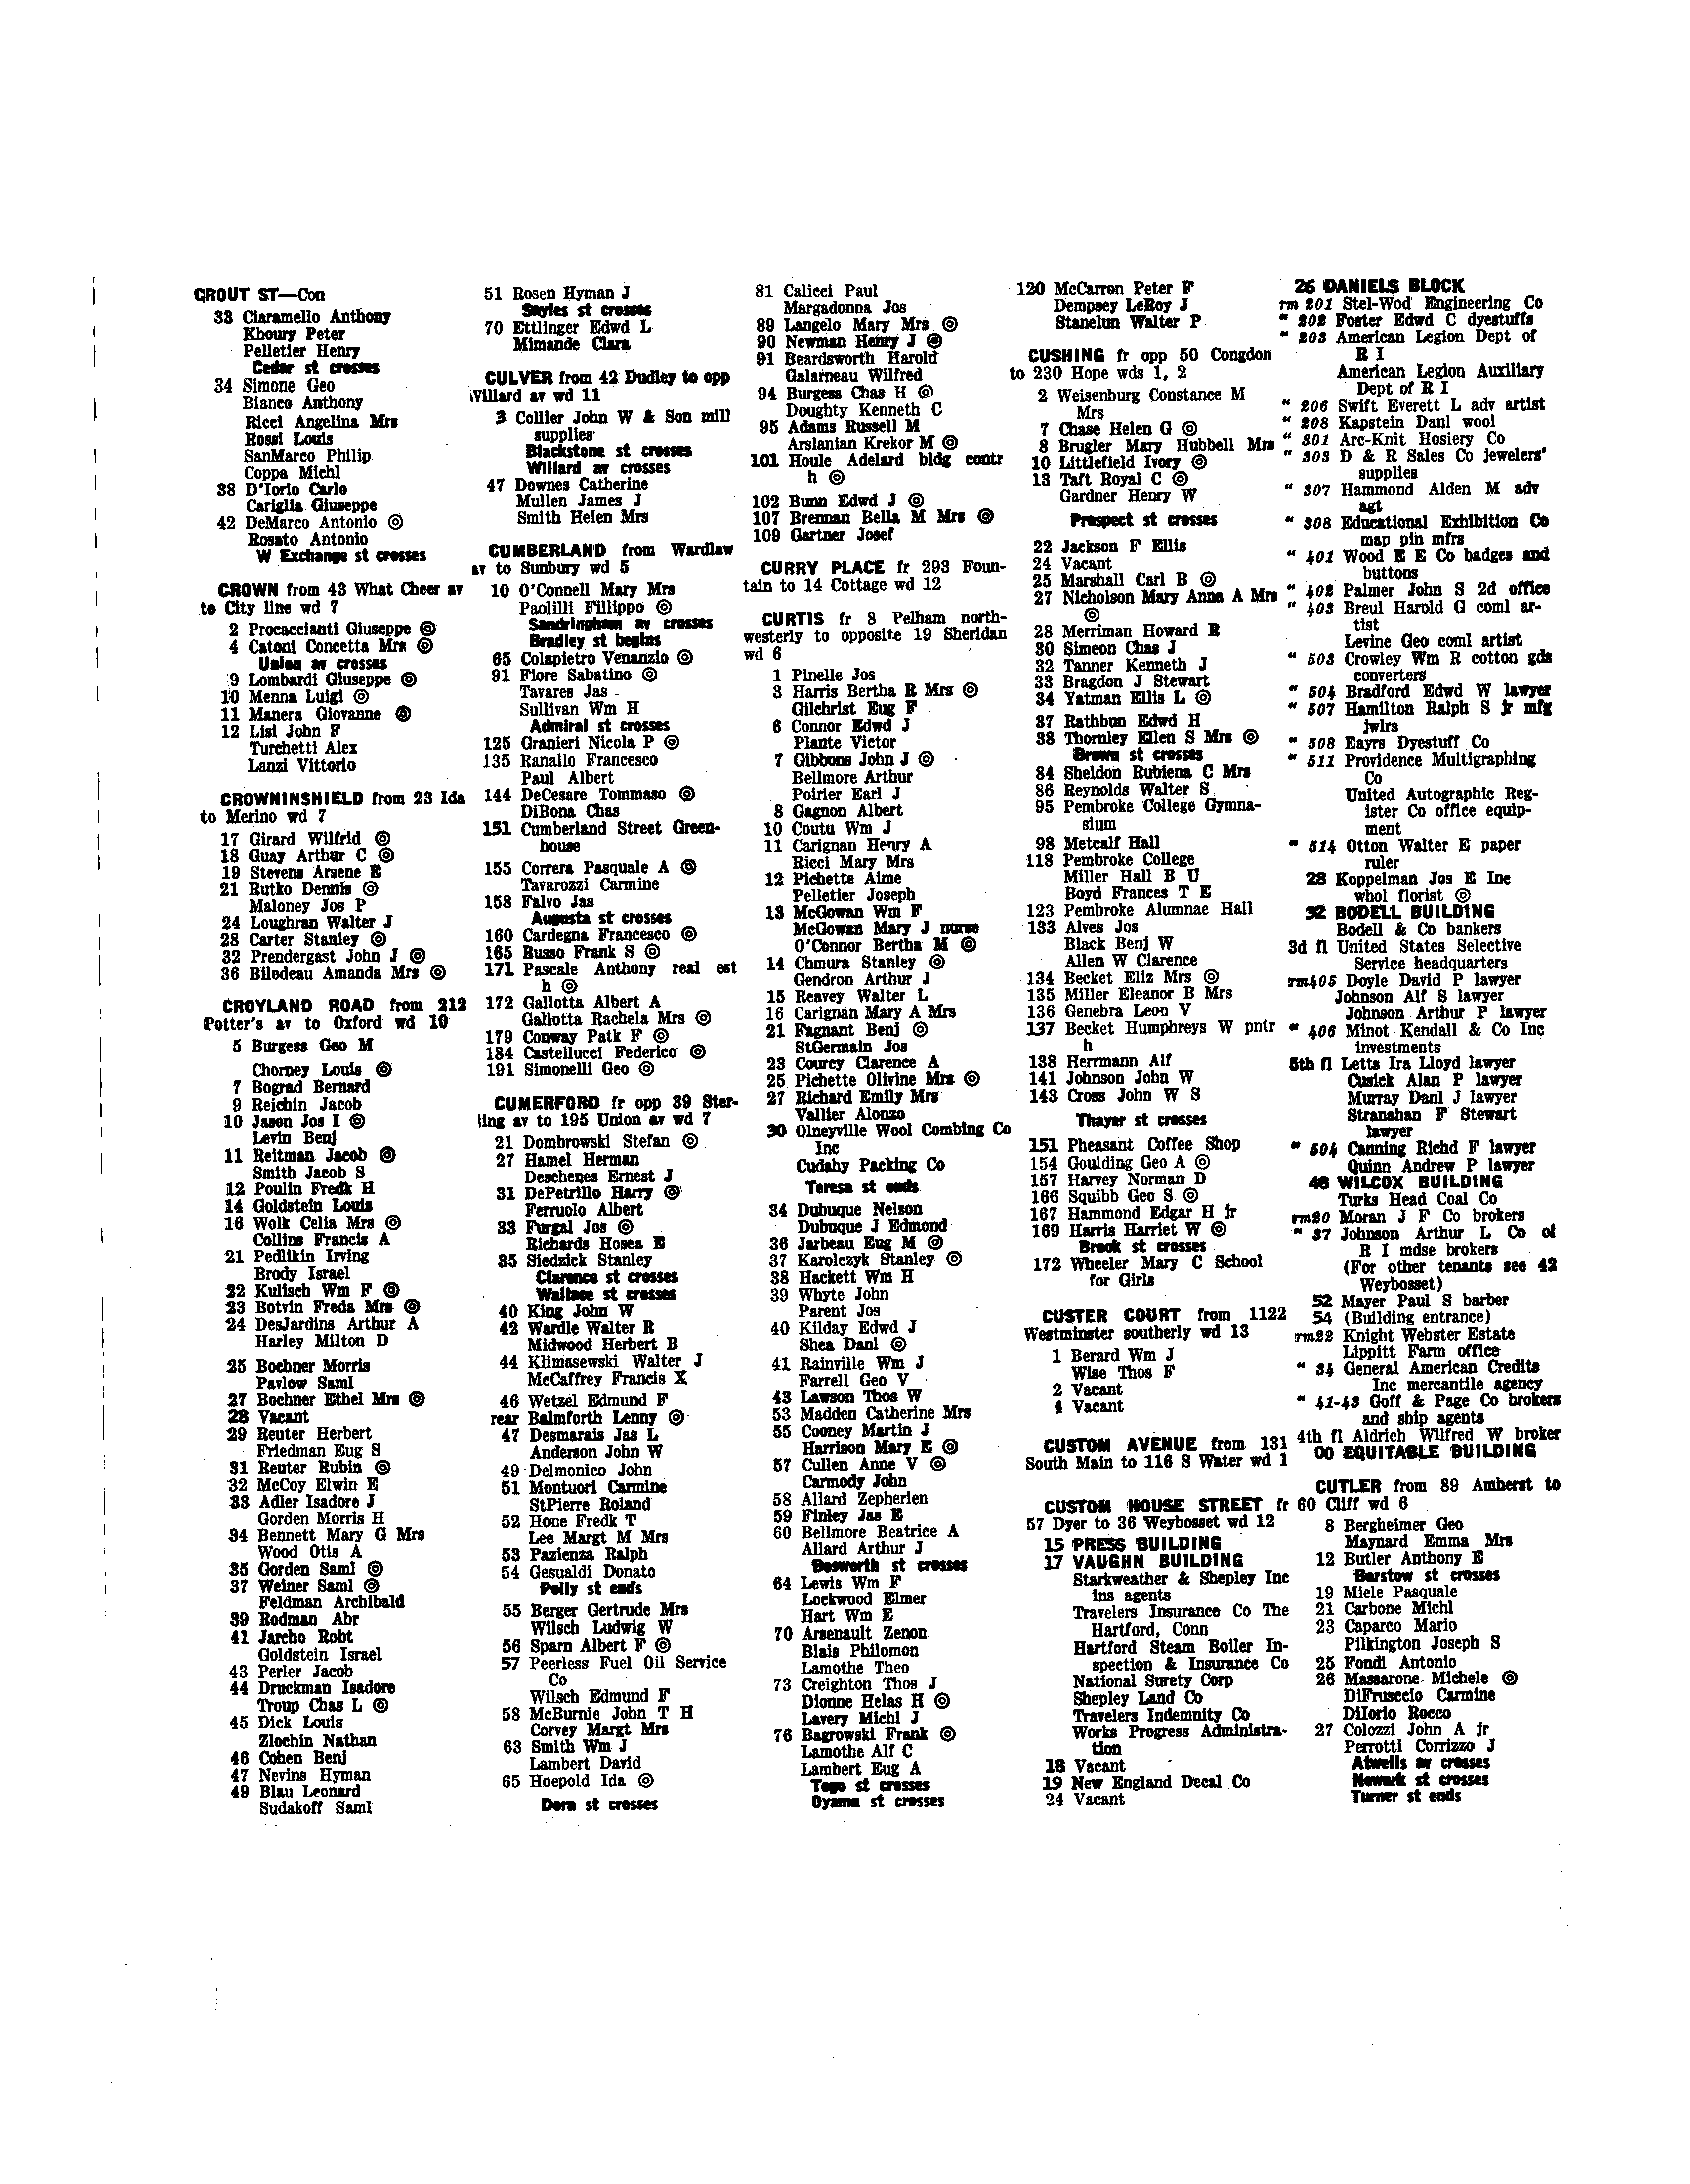 GROUT ST—Con
33 Ciaramello Anthony
Khoury Peter
Pelletier Henry
Cedar st crosses
34 Simone Geo
Bianco Anthony
Ricci Angelina Mrs
Rossi Louis
SanMarco Philip
Coppa Michl
38 D'Iorio Carlo
Cariglia Giuseppe
42 DeMarco Antonio ◎
Rosato Antonio
W Exchange st crosses
CROWN from 43 What Cheer av
to City line wd 7
2 Procaccianti Giuseppe ◎
4 Catoni Concetta Mrs ◎
Union av crosses
9 Lombardi Giuseppe ◎
10 Menna Luigi ◎
11 Manera Giovanne ◎
12 Lisi John F
Turchetti Alex
Lanzi Vittorio
CROWNINSHIELD from 23 Ida
to Merino wd 7
17 Girard Wilfrid ◎
18 Guay Arthur C ◎
19 Stevens Arsene E
21 Rutko Dennis ◎
Maloney Jos P
24 Loughran Walter J
28 Carter Stanley ◎
32 Prendergast John J ◎
36 Bilodeau Amanda Mrs ◎
CROYLAND ROAD from 212
Potter's av to Oxford wd 10
5 Burgess Geo M
Chorney Louis ◎
7 Bograd Bernard
9 Reichin Jacob
10 Jason Jos I ◎
Levin Benj
11 Reitman Jacob ◎
Smith Jacob S
12 Poulin Fredk H
14 Goldstein Louis
16 Wolk Celia Mrs ◎
Collins Francis A
21 Pedlikin Irving
Brody Israel
22 Kulisch Wm F ◎
23 Botvin Freda Mrs ◎
24 DesJardins Arthur A
Harley Milton D
25 Bochner Morris
Pavlow Saml
27 Bochner Ethel Mrs ◎
28 Vacant
29 Reuter Herbert
Friedman Eug S
31 Reuter Rubin ◎
32 McCoy Elwin E
33 Adler Isadore J
Gorden Morris H
34 Bennett Mary G Mrs
Wood Otis A
35 Gorden Saml ◎
37 Weiner Saml ◎
Feldman Archibald
39 Rodman Abr
41 Jarcho Robt
Goldstein Israel
43 Perler Jacob
44 Druckman Isadore
Troup Chas L ◎
45 Dick Louis
Zlochin Nathan
46 Cohen Benj
47 Nevins Hyman
49 Blau Leonard
Sudakoff Saml
51 Rosen Hyman J
Sayles st crosses
70 Ettlinger Edwd L
Mimande Clara
CULVER from 42 Dudley to opp
Willard av wd 11
3 Collier John W & Son mill
supplies
Blackstone st crosses
Willard av crosses
47 Downes Catherine
Mullen James J
Smith Helen Mrs
CUMBERLAND from Wardlaw
av to Sunbury wd 5
10 O'Connell Mary Mrs
Paolilli Fillippo ◎
Sandringham av crosses
Bradley st begins
65 Colapietro Venanzio ◎
91 Fiore Sabatino ◎
Tavares Jas
Sullivan Wm H
Admiral st crosses
125 Granieri Nicola P ◎
135 Ranallo Francesco
Paul Albert
144 DeCesare Tommaso ◎
DiBona Chas
151 Cumberland Street Green-
house
155 Correra Pasquale A ◎
Tavarozzi Carmine
158 Falvo Jas
Augusta st crosses
160 Cardegna Francesco ◎
165 Russo Frank S ◎
171 Pascale Anthony real est
h ◎
172 Gallotta Albert A
Gallotta Rachela Mrs ◎
179 Conway Patk F ◎
184 Castellucci Federico ◎
191 Simonelli Geo ◎
CUMERFORD fr opp 39 Ster-
ling av to 195 Union av wd 7
21 Dombrowski Stefan ◎
27 Hamel Herman
Deschenes Ernest J
31 DePetrillo Harry ◎
Ferruolo Albert
33 Furgal Jos ◎
Richards Hosea E
35 Siedzick Stanley
Clarence st crosses
Wallace st crosses
40 King John W
42 Wardle Walter R
Midwood Herbert B
44 Klimasewski Walter J
McCaffrey Francis X
46 Wetzel Edmund F
rear Balmforth Lenny ◎
47 Desmarais Jas L
Anderson John W
49 Delmonico John
51 Montuori Carmine
StPierre Roland
52 Hone Fredk T
Lee Margt M Mrs
53 Pazienza Ralph
54 Gesualdi Donato
Polly st ends
55 Berger Gertrude Mrs
Wilsch Ludwig W
56 Sparn Albert F ◎
57 Peerless Fuel Oil Service
Co
Wilsch Edmund F
58 McBurnie John T H
Corvey Margt Mrs
63 Smith Wm J
Lambert David
65 Hoepold Ida ◎
Dora st crosses
81 Calicci Paul
Margadonna Jos
89 Langelo Mary Mrs ◎
90 Newman Henry J ◎
91 Beardsworth Harold
Galarneau Wilfred
94 Burgess Chas H ◎
Doughty Kenneth C
95 Adams Russell M
Arslanian Krekor M ◎
101 Houle Adelard bldg contr
h ◎
102 Bunn Edwd J ◎
107 Brennan Bella M Mrs ◎
109 Gartner Josef
CURRY PLACE fr 293 Foun-
tain to 14 Cottage wd 12
CURTIS fr 8 Pelham north-
westerly to opposite 19 Sheridan
wd 6
1 Pinelle Jos
3 Harris Bertha R Mrs ◎
Gilchrist Eug F
6 Connor Edwd J
Plante Victor
7 Gibbons John J ◎
Bellmore Arthur
Poirier Earl J
8 Gagnon Albert
10 Coutu Wm J
11 Carignan Henry A
Ricci Mary Mrs
12 Pichette Aime
Pelletier Joseph
13 McGowan Wm F
McGowan Mary J nurse
O'Connor Bertha M ◎
14 Chmura Stanley ◎
Gendron Arthur J
15 Reavey Walter L
16 Carignan Mary A Mrs
21 Fagnant Benj ◎
StGermain Jos
23 Courcy Clarence A
25 Pichette Olivine Mrs ◎
27 Richard Emily Mrs
Vallier Alonzo
30 Olneyville Wool Combing Co
Inc
Cudahy Packing Co
Teresa st ends
34 Dubuque Nelson
Dubuque J Edmond
36 Jarbeau Eug M ◎
37 Karolczyk Stanley ◎
38 Hackett Wm H
39 Whyte John
Parent Jos
40 Kilday Edwd J
Shea Danl ◎
41 Rainville Wm J
Farrell Geo V
43 Lawson Thos W
53 Madden Catherine Mrs
55 Cooney Martin J
Harrison Mary E ◎
57 Cullen Anne V ◎
Carmody John
58 Allard Zepherien
59 Finley Jas E
60 Bellmore Beatrice A
Allard Arthur J
Bosworth st crosses
64 Lewis Wm F
Lockwood Elmer
Hart Wm E
70 Arsenault Zenon
Blais Philomon
Lamothe Theo
73 Creighton Thos J
Dionne Helas H ◎
Lavery Michl J
76 Bagrowski Frank ◎
Lamothe Alf C
Lambert Eug A
Togo st crosses
Oyama st crosses
120 McCarron Peter F
Dempsey LeRoy J
Stanelun Walter P
CUSHING fr opp 50 Congdon
to 230 Hope wds 1, 2
2 Weisenburg Constance M
Mrs
7 Chase Helen G ◎
8 Brugler Mary Hubbell Mrs
10 Littlefield Ivory ◎
13 Taft Royal C ◎
Gardner Henry W
Prospect st crosses
22 Jackson F Ellis
24 Vacant
25 Marshall Carl B ◎
27 Nicholson Mary Anna A Mrs
◎
28 Merriman Howard R
30 Simeon Chas J
32 Tanner Kenneth J
33 Bragdon J Stewart
34 Yatman Ellis L ◎
37 Rathbun Edwd H
38 Thornley Ellen S Mrs ◎
Brown st crosses
84 Sheldon Rubiena C Mrs
86 Reynolds Walter S
95 Pembroke College Gymna-
sium
98 Metcalf Hall
118 Pembroke College
Miller Hall B U
Boyd Frances T E
123 Pembroke Alumnae Hall
133 Alves Jos
Black Benj W
Allen W Clarence
134 Becket Eliz Mrs ◎
135 Miller Eleanor B Mrs
136 Genebra Leon V
137 Becket Humphreys W pntr
h
138 Herrmann Alf
141 Johnson John W
143 Cross John W S
Thayer st crosses
151 Pheasant Coffee Shop
154 Goulding Geo A ◎
157 Harvey Norman D
166 Squibb Geo S ◎
167 Hammond Edgar H jr
169 Harris Harriet W ◎
Brook st crosses
172 Wheeler Mary C School
for Girls
CUSTER COURT from 1122
Westminster southerly wd 13
1 Berard Wm J
Wise Thos F
2 Vacant
4 Vacant
CUSTOM AVENUE from 131
South Main to 116 S Water wd 1
CUSTOM HOUSE STREET fr
57 Dyer to 36 Weybosset wd 12
15 PRESS BUILDING
17 VAUGHN BUILDING
Starkweather & Shepley Inc
ins agents
Travelers Insurance Co The
Hartford, Conn
Hartford Steam Boiler In-
spection & Insurance Co
National Surety Corp
Shepley Land Co
Travelers Indemnity Co
Works Progress Administra-
tion
18 Vacant
19 New England Decal Co
24 Vacant
26 DANIELS BLOCK
rm 201 Stel-Wod Engineering Co
" 202 Foster Edwd C dyestuffs
" 203 American Legion Dept of
R I
American Legion Auxiliary
Dept of R I
" 206 Swift Everett L adv artist
" 208 Kapstein Danl wool
" 301 Arc-Knit Hosiery Co
" 303 D & R Sales Co jewelers'
supplies
" 307 Hammond Alden M adv
agt
" 308 Educational Exhibition Co
map pin mfrs
" 401 Wood E E Co badges and
buttons
" 402 Palmer John S 2d office
" 403 Breul Harold G coml ar-
tist
Levine Geo coml artist
" 503 Crowley Wm R cotton gds
converters
" 504 Bradford Edwd W lawyer
" 507 Hamilton Ralph S jr mfg
jwlrs
" 508 Eayrs Dyestuff Co
" 511 Providence Multigraphing
Co
United Autographic Reg-
ister Co office equip-
ment
" 514 Otton Walter E paper
ruler
28 Koppelman Jos E Inc
whol florist ◎
32 BODELL BUILDING
Bodell & Co bankers
3d fl United States Selective
Service headquarters
rm405 Doyle David P lawyer
Johnson Alf S lawyer
Johnson Arthur P lawyer
" 406 Minot Kendall & Co Inc
investments
5th fl Letts Ira Lloyd lawyer
Cusick Alan P lawyer
Murray Danl J lawyer
Stranahan F Stewart
lawyer
" 504 Canning Richd F lawyer
Quinn Andrew P lawyer
46 WILCOX BUILDING
Turks Head Coal Co
rm20 Moran J F Co brokers
" 37 Johnson Arthur L Co of
R I mdse brokers
(For other tenants see 42
Weybosset)
52 Mayer Paul S barber
54 (Building entrance)
rm22 Knight Webster Estate
Lippitt Farm office
" 34 General American Credits
Inc mercantile agency
" 41-43 Goff & Page Co brokers
and ship agents
4th fl Aldrich Wilfred W broker
00 EQUITABLE BUILDING
CUTLER from 89 Amherst to
60 Cliff wd 6
8 Bergheimer Geo
Maynard Emma Mrs
12 Butler Anthony E
Barstow st crosses
19 Miele Pasquale
21 Carbone Michl
23 Caparco Mario
Pilkington Joseph S
25 Fondi Antonio
26 Massarone Michele ◎
DiFruscio Carmine
DiIorio Rocco
27 Colozzi John A jr
Perrotti Corrizzo J
Atwells av crosses
Newark st crosses
Turner st ends